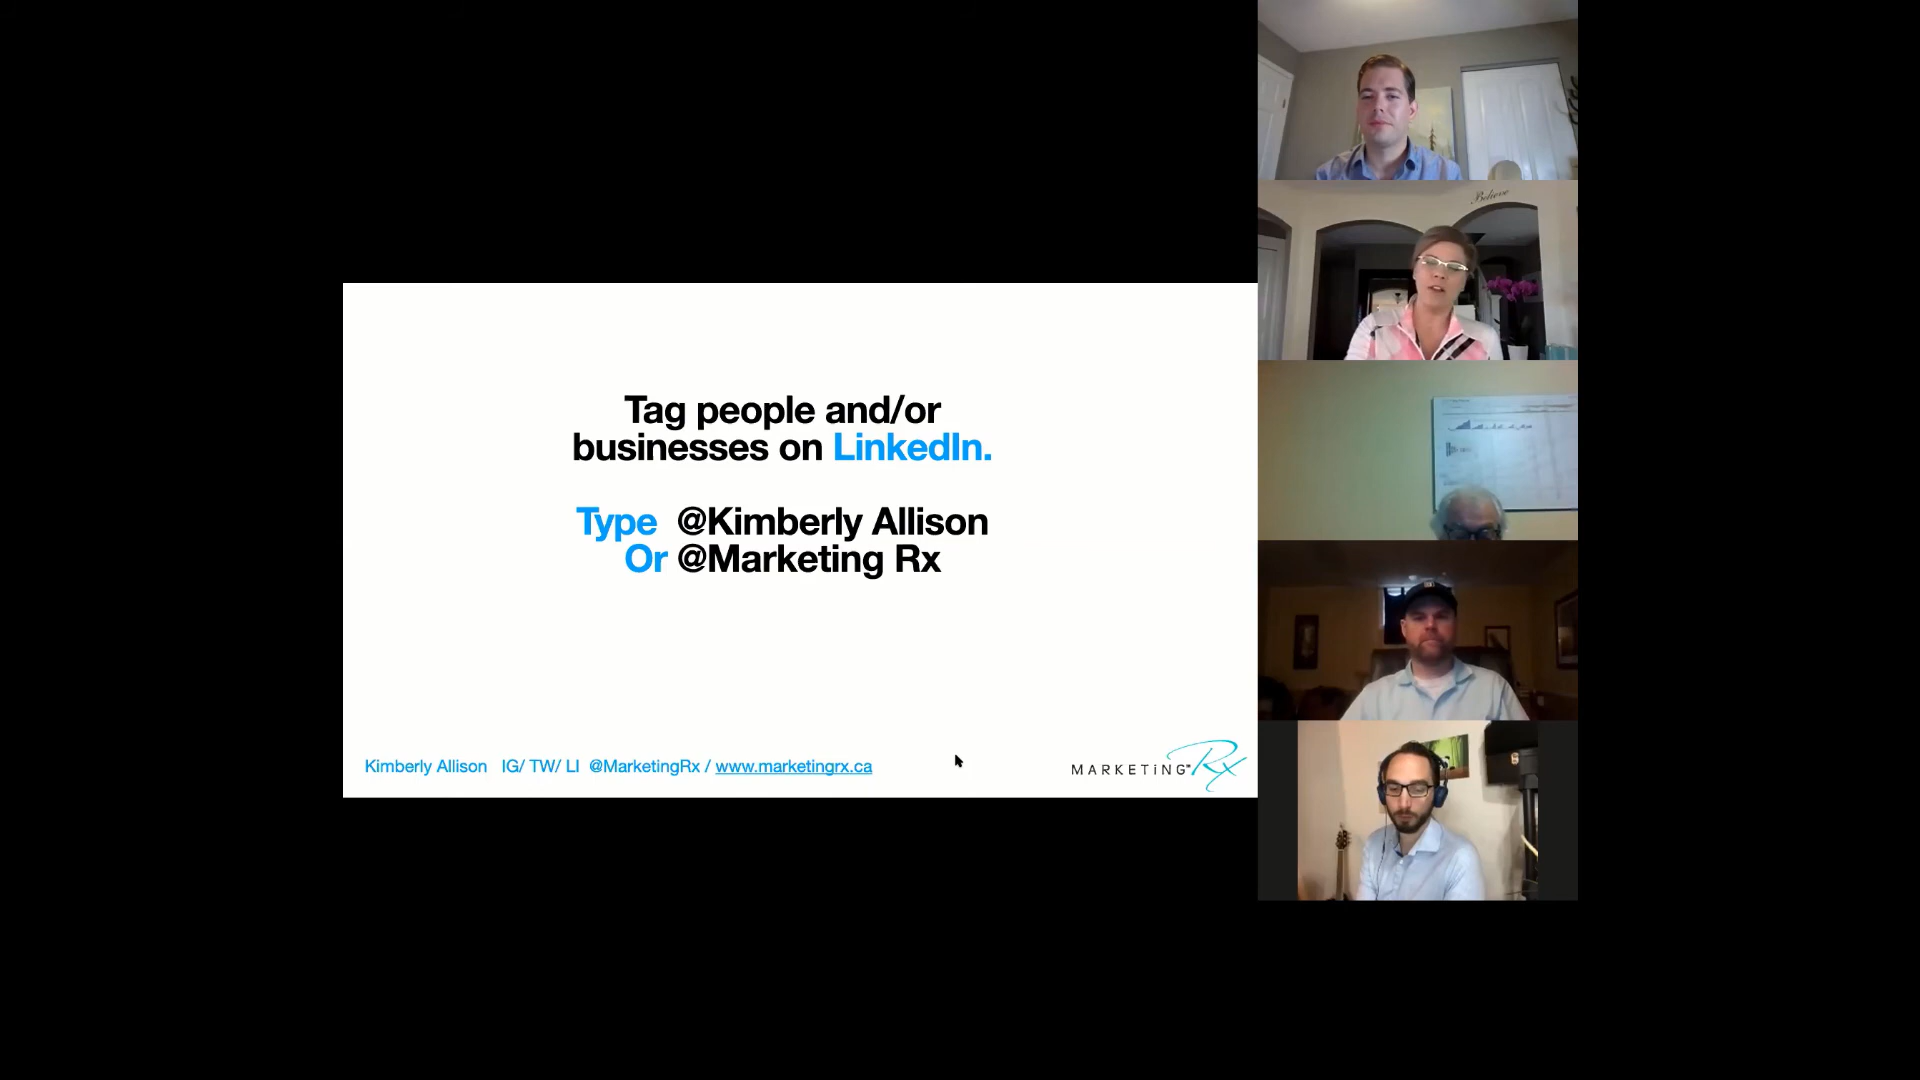 Tag people and/or
businesses on LinkedIn.
Type @Kimberly Allison
Or @Marketing Rx
Kimberly Allison IG/ TW/ LI @MarketingRx / www.marketingrx.ca
MARKETiNG Rx
Believe